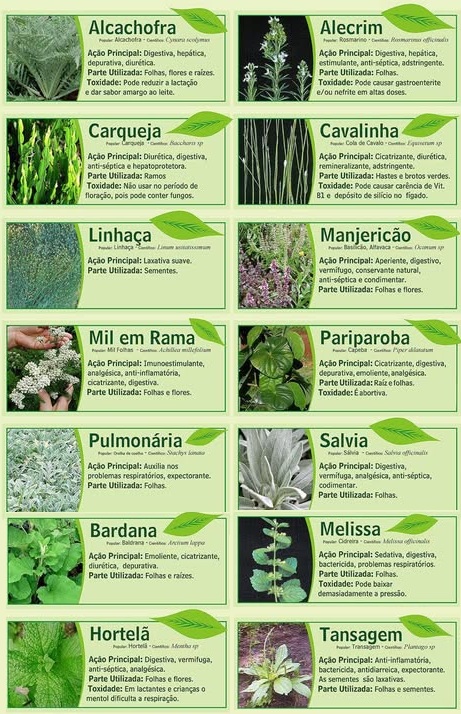 Alcachofra
Popular: Alcachofra - Científico: Cynara scolymus
Ação Principal: Digestiva, hepática,
depurativa, diurética.
Parte Utilizada: Folhas, flores e raízes.
Toxidade: Pode reduzir a lactação
e dar sabor amargo ao leite.
Alecrim
Popular: Rosmarino - Científico: Rosmarinus officinalis
Ação Principal: Digestiva, hepática,
estimulante, anti-séptica, adstringente.
Parte Utilizada: Folhas.
Toxidade: Pode causar gastroenterite
e/ou nefrite em altas doses.
Carqueja
Popular: Carqueja - Científico: Baccharis sp
Ação Principal: Diurética, digestiva,
anti-séptica e hepatoprotetora.
Parte Utilizada: Ramos
Toxidade: Não usar no período de
floração, pois pode conter fungos.
Cavalinha
Popular: Cola de Cavalo - Científico: Equisetum sp
Ação Principal: Cicatrizante, diurética,
remineralizante, adstringente.
Parte Utilizada: Hastes e brotos verdes.
Toxidade: Pode causar carência de Vit.
B1 e depósito de silício no fígado.
Linhaça
Popular: Linhaça - Científico: Linum usitatissimum
Ação Principal: Laxativa suave.
Parte Utilizada: Sementes.
Manjericão
Popular: Basilicão, Alfavaca - Científico: Ocimum sp
Ação Principal: Aperiente, digestivo,
vermífugo, conservante natural,
anti-séptica e condimentar.
Parte Utilizada: Folhas e flores.
Mil em Rama
Popular: Mil Folhas - Científico: Achillea millefolium
Ação Principal: Imunoestimulante,
analgésica, anti-inflamatória,
cicatrizante, digestiva.
Parte Utilizada: Folhas e flores.
Pariparoba
Popular: Capeba - Científico: Piper dilatatum
Ação Principal: Cicatrizante, digestiva,
depurativa, emoliente, analgésica.
Parte Utilizada: Raíz e folhas.
Toxidade: É abortiva.
Pulmonária
Popular: Orelha de coelho - Científico: Stachys lanata
Ação Principal: Auxilia nos
problemas respiratórios, expectorante.
Parte Utilizada: Folhas.
Salvia
Popular: Sálvia - Científico: Salvia officinalis
Ação Principal: Digestiva,
vermífuga, analgésica, anti-séptica,
codimentar.
Parte Utilizada: Folhas.
Bardana
Popular: Baldrana - Científico: Arctium lappa
Ação Principal: Emoliente, cicatrizante,
diurética, depurativa.
Parte Utilizada: Folhas e raízes.
Melissa
Popular: Cidreira - Científico: Melissa officinalis
Ação Principal: Sedativa, digestiva,
bactericida, problemas respiratórios.
Parte Utilizada: Folhas.
Toxidade: Pode baixar
demasiadamente a pressão.
Hortelã
Popular: Hortelã - Científico: Mentha sp
Ação Principal: Digestiva, vermífuga,
anti-séptica, analgésica.
Parte Utilizada: Folhas e flores.
Toxidade: Em lactantes e crianças o
mentol dificulta a respiração.
Tansagem
Popular: Transagem - Científico: Plantago sp
Ação Principal: Anti-inflamatória,
bactericida, antidiarreica, expectorante.
As sementes são laxativas.
Parte Utilizada: Folhas e sementes.